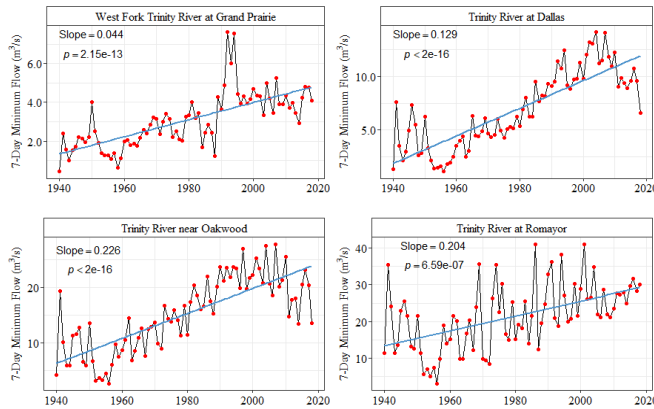 West Fork Trinity River at Grand Prairie
Slope = 0.044
p = 2.15e-13
7-Day Minimum Flow (m³/s)
6.0
4.0
2.0
1940 1960 1980 2000 2020
Trinity River at Dallas
Slope = 0.129
p <2e-16
7-Day Minimum Flow (m³/s)
10.0
5.0
1940 1960 1980 2000 2020
Trinity River near Oakwood
Slope = 0.226
p <2e-16
7-Day Minimum Flow (m³/s)
20
10
1940 1960 1980 2000 2020
Trinity River at Romayor
Slope = 0.204
p = 6.59e-07
7-Day Minimum Flow (m³/s)
40
30
20
10
1940 1960 1980 2000 2020